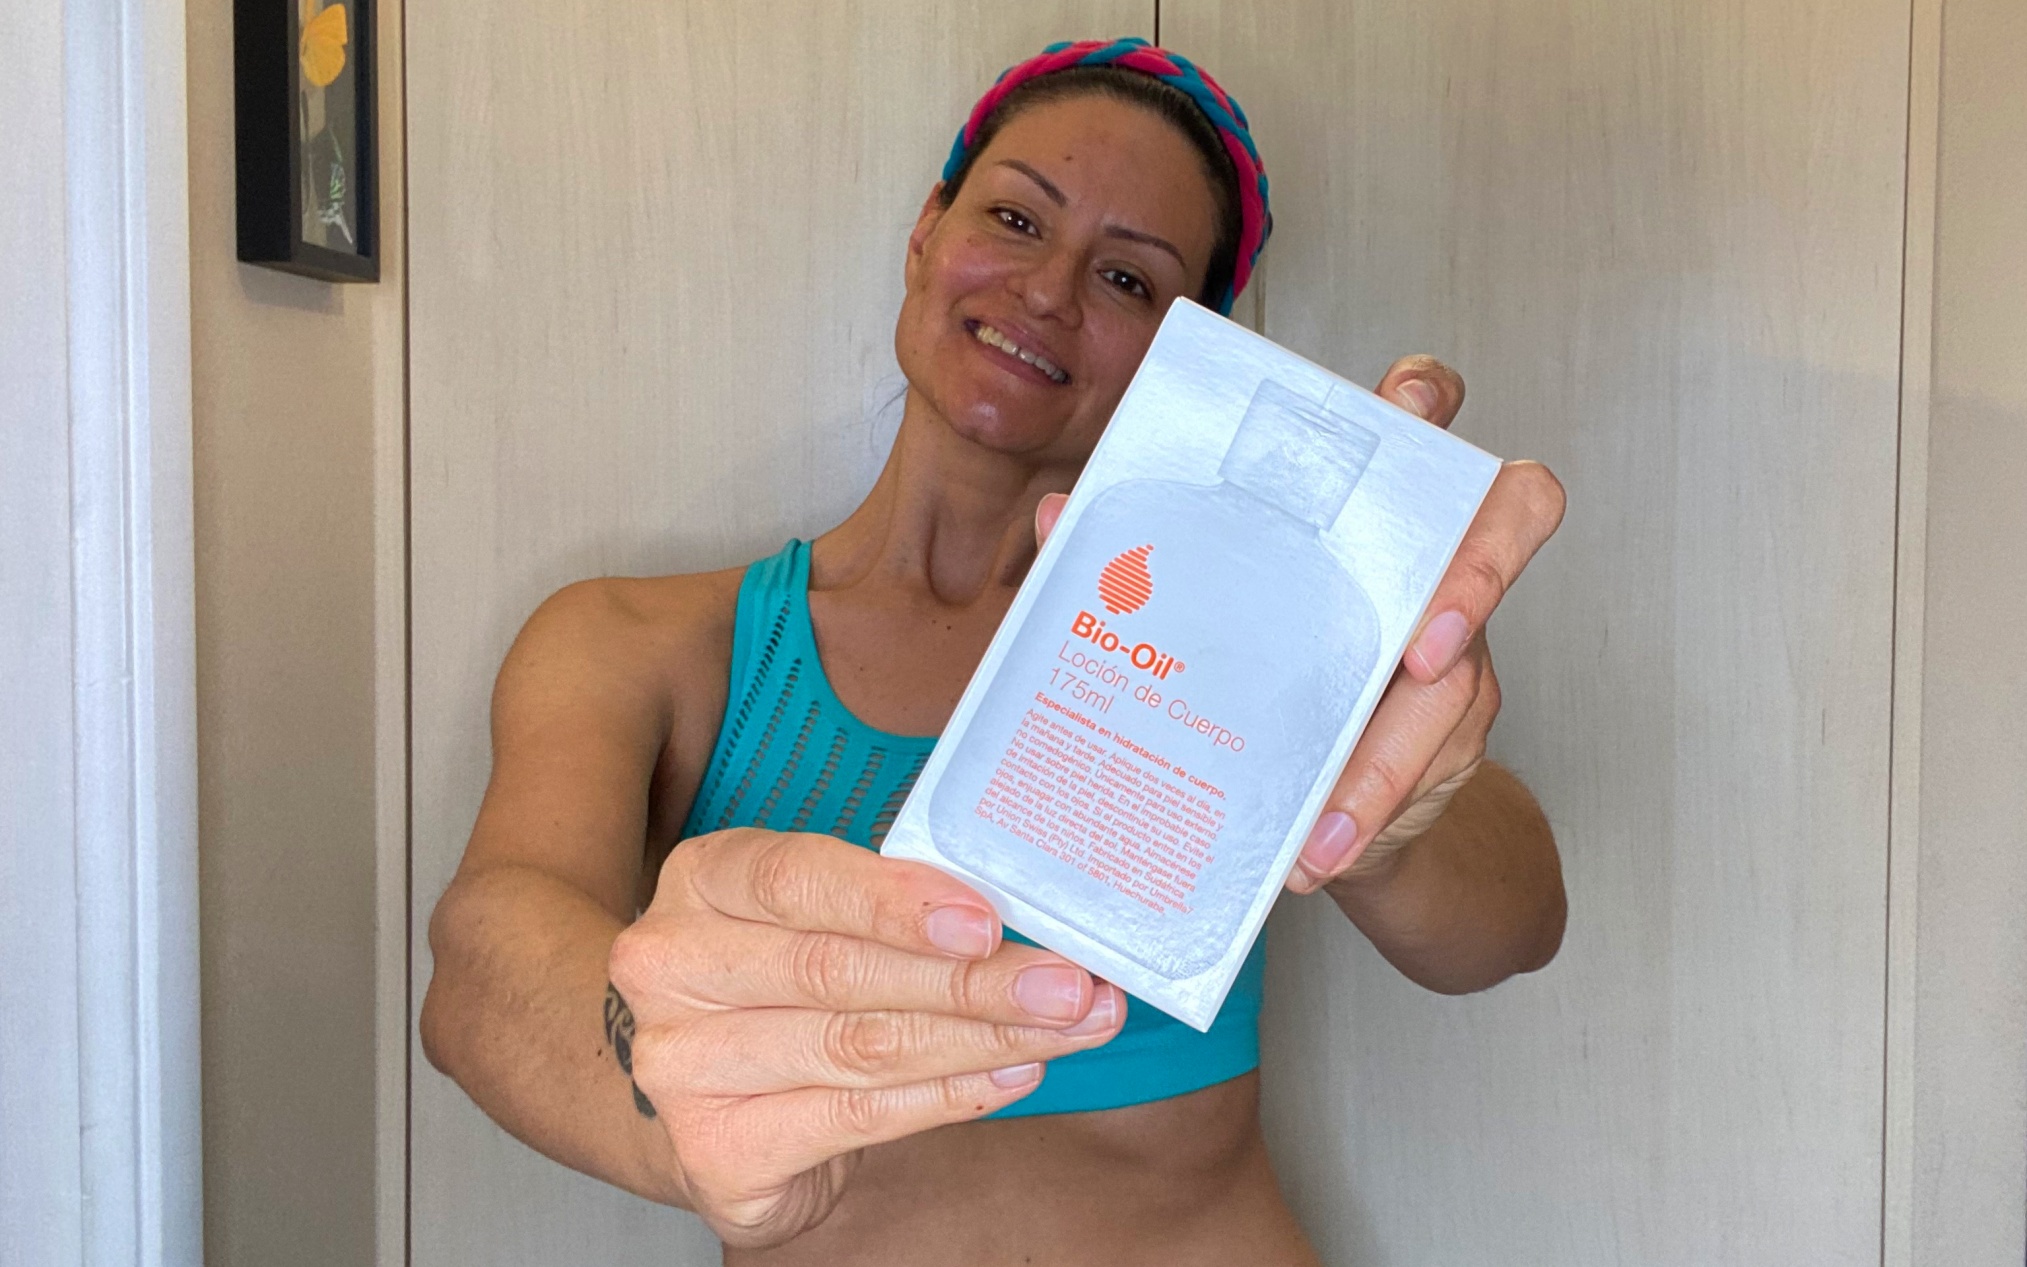 Bio-Oil®
Loción de Cuerpo
175ml
Especialista en hidratación de cuerpo.
Agite antes de usar. Aplique dos veces al día, en
la mañana y tarde. Adecuado para piel sensible y
no comedogénico. Únicamente para uso externo.
No usar sobre piel herida. En el improbable caso
de irritación de la piel, descontinúe su uso. Evite el
contacto con los ojos. Si el producto entra en los
ojos, enjuagar con abundante agua. Almacénese
alejado de la luz directa del sol. Manténgase fuera
del alcance de los niños. Fabricado en Sudáfrica
por Union Swiss (Pty) Ltd. Importado por Umbrella7
SpA, Av Santa Clara 301 of 5801, Huechuraba.